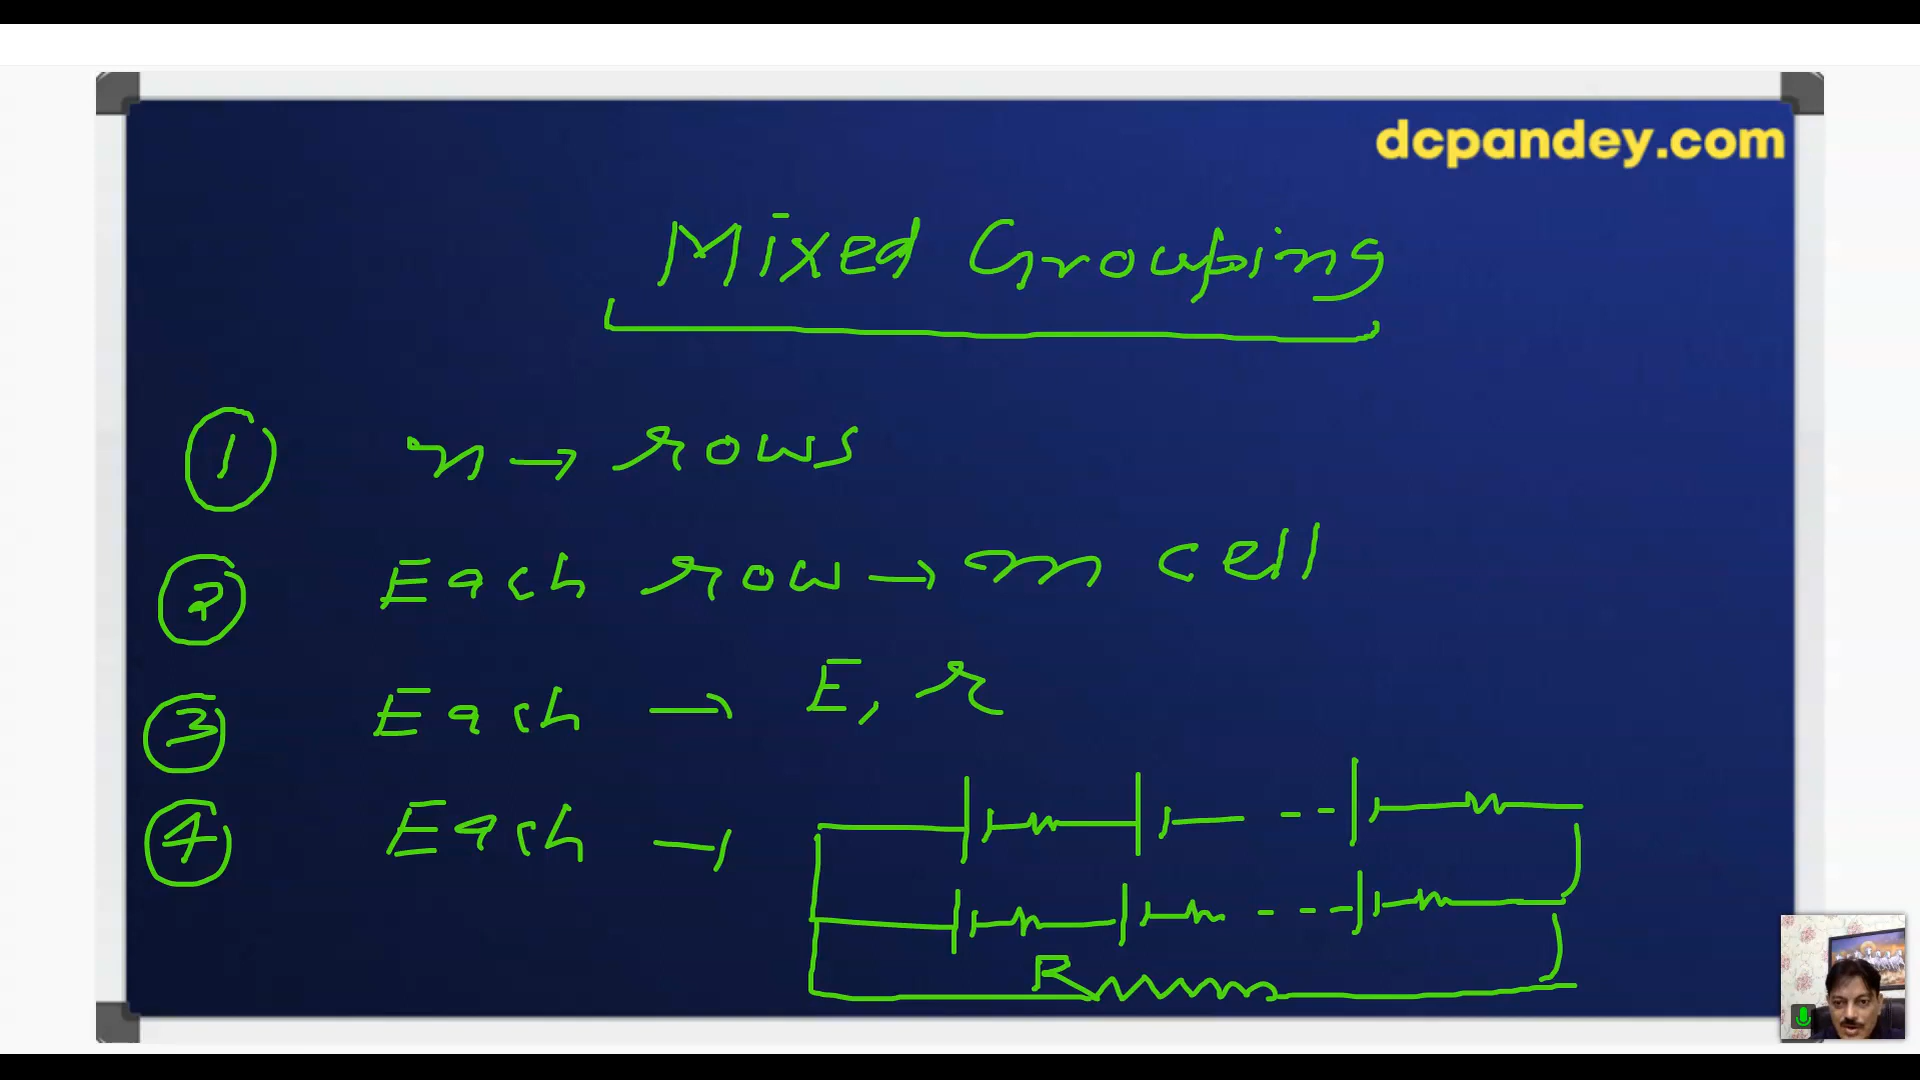 dcpandey.com
Mixed Grouping
① n → rows
② Each row → m cell
③ Each → E, r
④ Each →
R